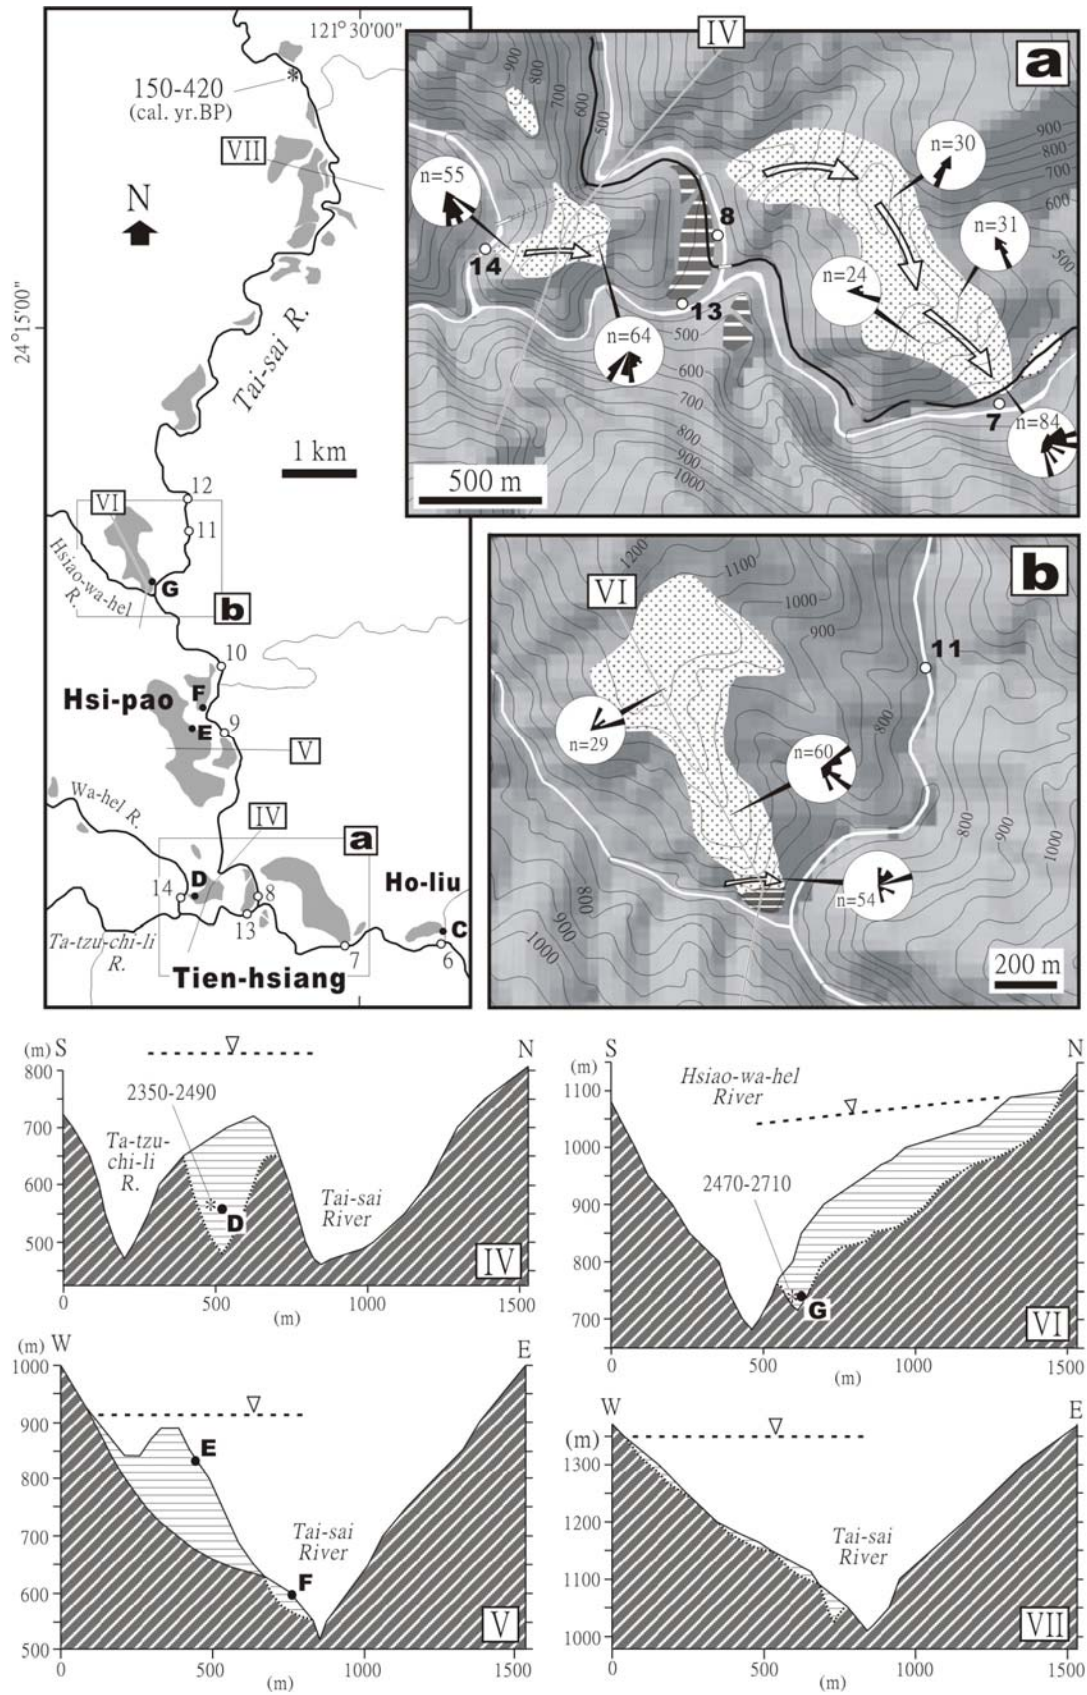 121°30'00"
150-420
(cal. yr.BP)
VII
N
24°15'00"
Tai-sai R.
1 km
12
VI
11
Hsiao-wa-hel
R.
G
b
10
Hsi-pao
F
E
9
V
Wa-hel R.
IV
a
D
14
8
Ho-liu
13
C
Ta-tzu-chi-li
R.
7
6
Tien-hsiang
IV
a
900
800
700
600
500
n=30
900
800
700
600
n=55
n=31
500
8
14
n=24
13
500
n=64
600
700
800
900
1000
7
n=84
500 m
b
1200
1100
VI
1000
900
11
n=29
n=60
800
800
900
1000
n=54
800
900
1000
200 m
(m) S
N
800
2350-2490
700
Ta-tzu-
chi-li
R.
600
Tai-sai
River
D
500
IV
0
500
1000
1500
(m)
(m) S
N
1100
Hsiao-wa-hel
River
1000
2470-2710
900
800
G
700
VI
0
500
1000
1500
(m)
(m) W
E
1000
900
E
800
700
Tai-sai
River
600
F
500
V
0
500
1000
1500
(m)
W
E
(m)
1300
1200
Tai-sai
River
1100
1000
VII
0
500
1000
1500
(m)